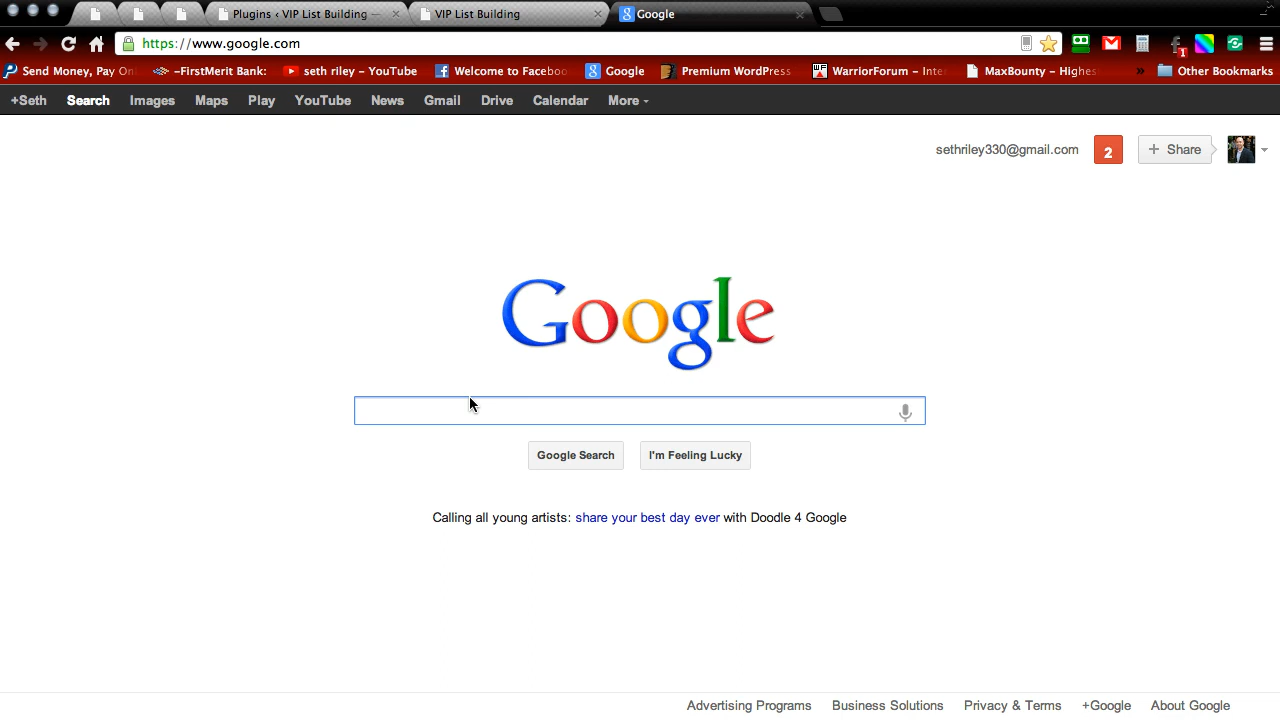 Plugins ‹ VIP List Building —
VIP List Building
Google
https://www.google.com
Send Money, Pay On
–FirstMerit Bank:
seth riley – YouTube
Welcome to Faceboo
Google
Premium WordPress
WarriorForum – Inte
MaxBounty – Highes
»
Other Bookmarks
+Seth Search Images Maps Play YouTube News Gmail Drive Calendar More
sethriley330@gmail.com 2 + Share
Google
Google Search I'm Feeling Lucky
Calling all young artists: share your best day ever with Doodle 4 Google
Advertising Programs Business Solutions Privacy & Terms +Google About Google